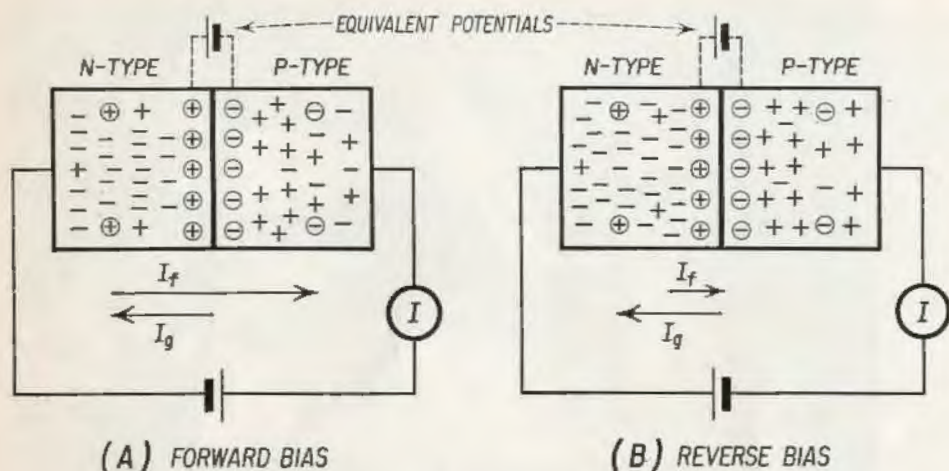 EQUIVALENT POTENTIALS
N-TYPE P-TYPE N-TYPE P-TYPE
I_f I_f
I_g I I_g I
(A) FORWARD BIAS (B) REVERSE BIAS